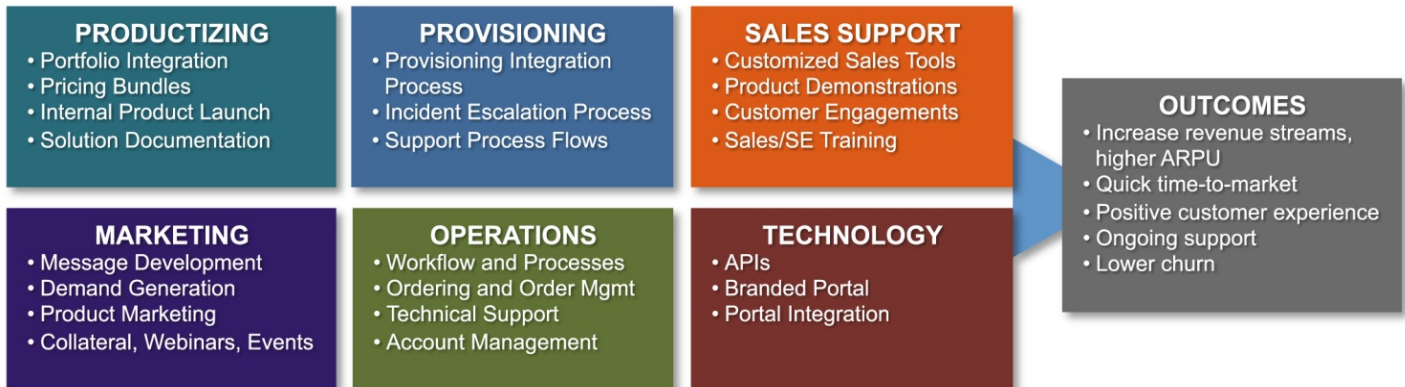 PRODUCTIZING
• Portfolio Integration
• Pricing Bundles
• Internal Product Launch
• Solution Documentation
PROVISIONING
• Provisioning Integration
Process
• Incident Escalation Process
• Support Process Flows
SALES SUPPORT
• Customized Sales Tools
• Product Demonstrations
• Customer Engagements
• Sales/SE Training
MARKETING
• Message Development
• Demand Generation
• Product Marketing
• Collateral, Webinars, Events
OPERATIONS
• Workflow and Processes
• Ordering and Order Mgmt
• Technical Support
• Account Management
TECHNOLOGY
• APIs
• Branded Portal
• Portal Integration
OUTCOMES
• Increase revenue streams,
higher ARPU
• Quick time-to-market
• Positive customer experience
• Ongoing support
• Lower churn